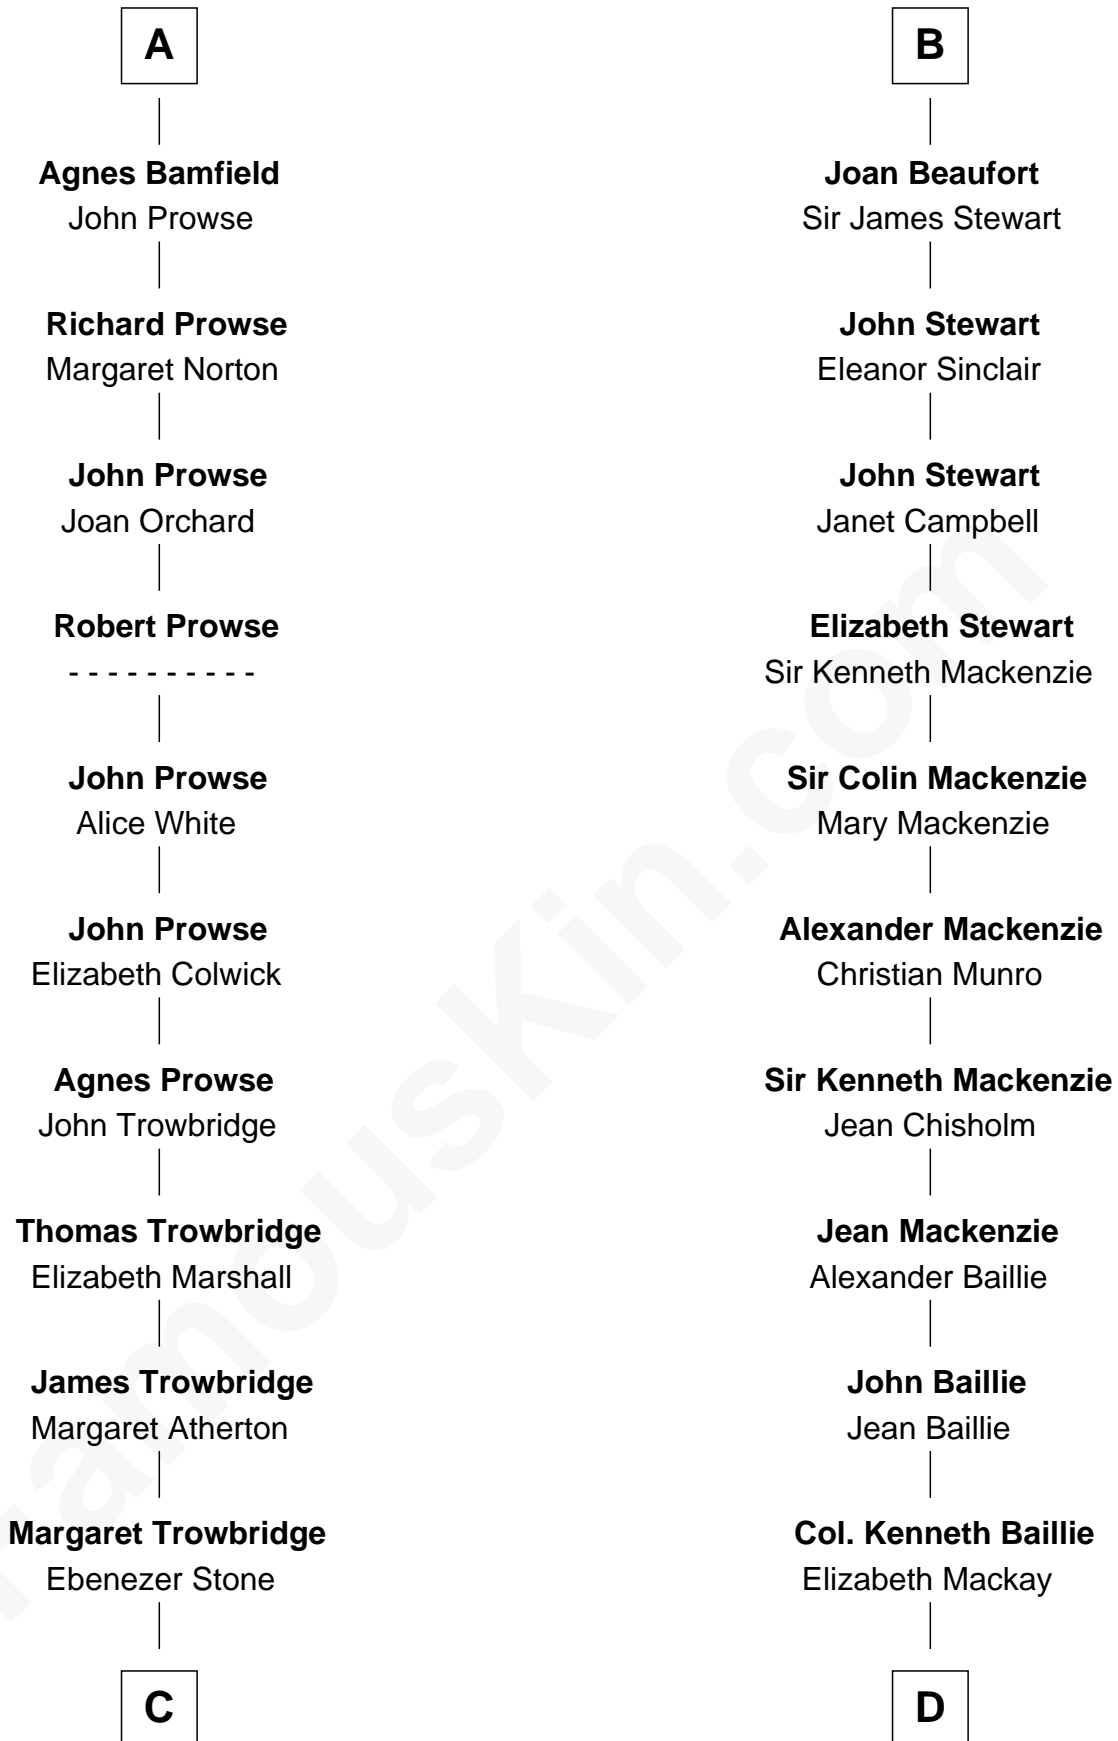 A
Agnes Bamfield
John Prowse
Richard Prowse
Margaret Norton
John Prowse
Joan Orchard
Robert Prowse
- - - - - - - - - -
John Prowse
Alice White
John Prowse
Elizabeth Colwick
Agnes Prowse
John Trowbridge
Thomas Trowbridge
Elizabeth Marshall
James Trowbridge
Margaret Atherton
Margaret Trowbridge
Ebenezer Stone
C
B
Joan Beaufort
Sir James Stewart
John Stewart
Eleanor Sinclair
John Stewart
Janet Campbell
Elizabeth Stewart
Sir Kenneth Mackenzie
Sir Colin Mackenzie
Mary Mackenzie
Alexander Mackenzie
Christian Munro
Sir Kenneth Mackenzie
Jean Chisholm
Jean Mackenzie
Alexander Baillie
John Baillie
Jean Baillie
Col. Kenneth Baillie
Elizabeth Mackay
D
FamousKin.com